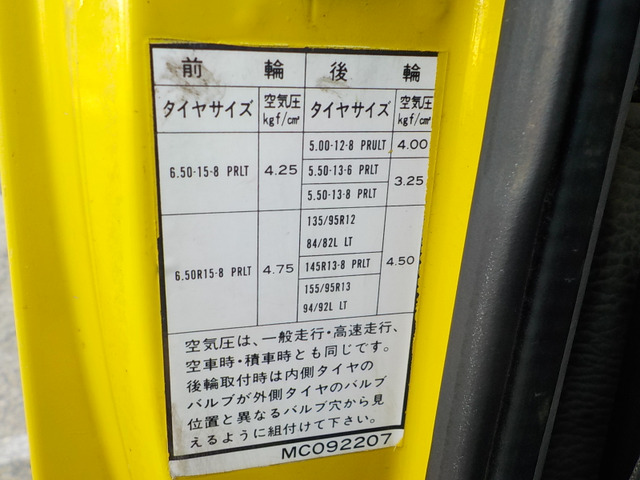 前輪 後輪
タイヤサイズ 空気圧 kgf/cm² タイヤサイズ 空気圧 kgf/cm²
6.50-15-8 PRLT 4.25 5.00-12-8 PRULT 4.00
5.50-13-6 PRLT 3.25
5.50-13-8 PRLT
6.50R15-8 PRLT 4.75 135/95R12 4.50
84/82L LT
145R13-8 PRLT
155/95R13
94/92L LT
空気圧は、一般走行・高速走行、
空車時・積車時とも同じです。
後輪取付時は内側タイヤの
バルブが外側タイヤのバルブ
位置と異なるバルブ穴から見
えるように組付けて下さい。
MC092207